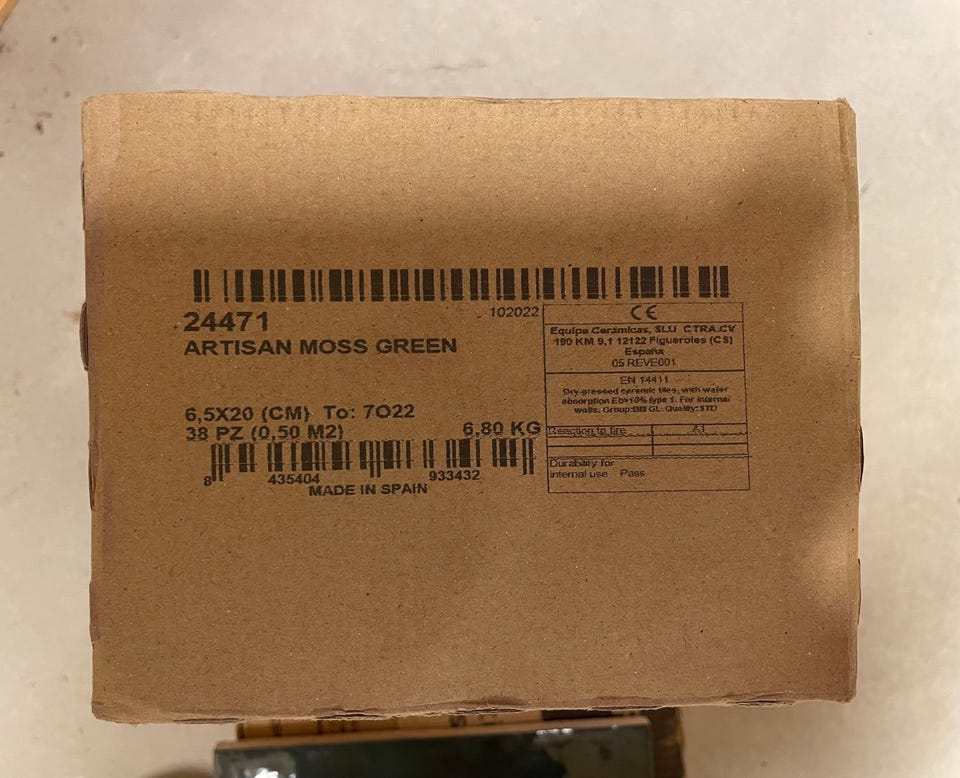 102022
24471
ARTISAN MOSS GREEN
6,5X20 (CM) To: 7O22
38 PZ (0,50 M2) 6,80 KG
8 435404 933432
MADE IN SPAIN
CE
Equipe Cerámicas, SLU CTRA.CV
190 KM 9,1 12122 Figueroles (CS)
España
05 REVE001
EN 14411
Dry-pressed ceramic tiles, with water
absorption Eb>10% type 1. For internal
walls. Group:BIII GL. Quality:STD
Reaction to fire A1
Durability for
internal use Pass